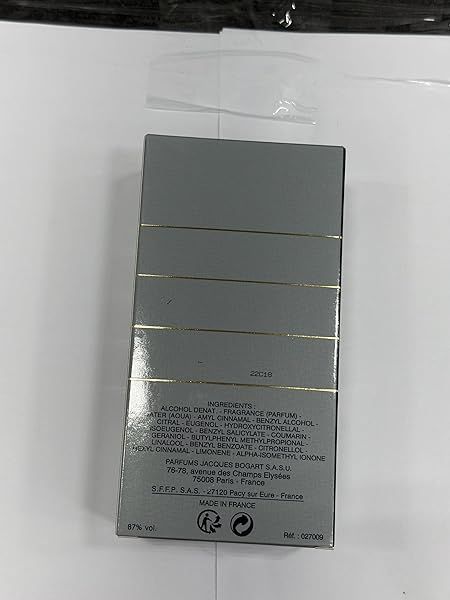 22C18
INGREDIENTS :
ALCOHOL DENAT. - FRAGRANCE (PARFUM) -
WATER (AQUA) - AMYL CINNAMAL - BENZYL ALCOHOL -
CITRAL - EUGENOL - HYDROXYCITRONELLAL -
ISOEUGENOL - BENZYL SALICYLATE - COUMARIN -
GERANIOL - BUTYLPHENYL METHYLPROPIONAL -
LINALOOL - BENZYL BENZOATE - CITRONELLOL -
HEXYL CINNAMAL - LIMONENE - ALPHA-ISOMETHYL IONONE
PARFUMS JACQUES BOGART S.A.S.U.
76-78, avenue des Champs Elysées
75008 Paris - France
S.F.F.P. S.A.S. - 27120 Pacy sur Eure - France
MADE IN FRANCE
87% vol.
Réf. : 027009